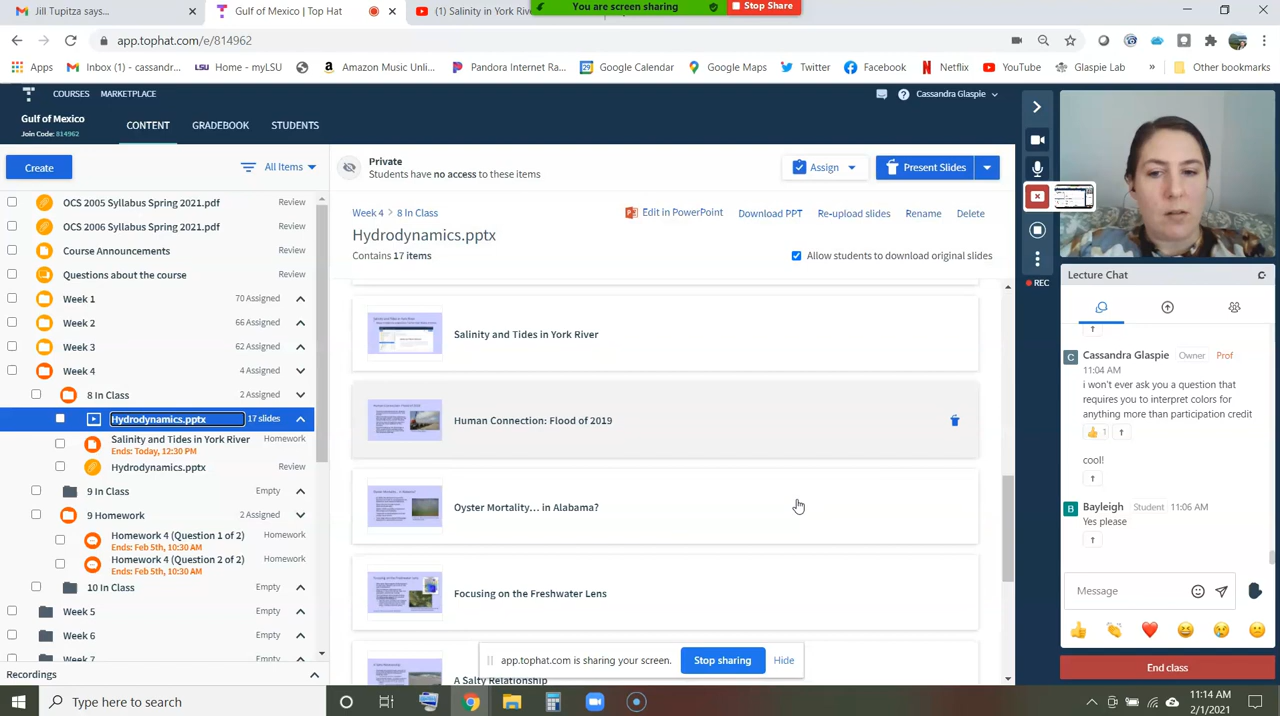 Jill Tupitza says...
Gulf of Mexico | Top Hat
(1) Salinity in York Riv
You are screen sharing
Stop Share
app.tophat.com/e/814962
Apps
Inbox (1) - cassandr...
LSU Home - myLSU
Amazon Music Unli...
Pandora Internet Ra...
Google Calendar
Google Maps
Twitter
Facebook
Netflix
YouTube
Glaspie Lab
»
Other bookmarks
COURSES
MARKETPLACE
Cassandra Glaspie
Gulf of Mexico
Join Code: 814962
CONTENT
GRADEBOOK
STUDENTS
Create
All Items
Private
Students have no access to these items
Assign
Present Slides
OCS 2005 Syllabus Spring 2021.pdf
Review
OCS 2006 Syllabus Spring 2021.pdf
Review
Course Announcements
Review
Questions about the course
Review
Week 1
70 Assigned
Week 2
66 Assigned
Week 3
62 Assigned
Week 4
4 Assigned
8 In Class
2 Assigned
Hydrodynamics.pptx
17 slides
Salinity and Tides in York River
Homework
Ends: Today, 12:30 PM
Hydrodynamics.pptx
Review
9 In Class
Empty
9 Homework
2 Assigned
Homework 4 (Question 1 of 2)
Homework
Ends: Feb 5th, 10:30 AM
Homework 4 (Question 2 of 2)
Homework
Ends: Feb 5th, 10:30 AM
10 In Class
Empty
Week 5
Empty
Week 6
Empty
Week 7
Empty
Recordings
Week 4 > 8 In Class
Edit in PowerPoint
Download PPT
Re-upload slides
Rename
Delete
Hydrodynamics.pptx
Contains 17 items
Allow students to download original slides
Salinity and Tides in York River
Human Connection: Flood of 2019
Oyster Mortality... in Alabama?
Focusing on the Freshwater Lens
A Salty Relationship
app.tophat.com is sharing your screen.
Stop sharing
Hide
REC
Lecture Chat
Cassandra Glaspie
Owner
Prof
11:04 AM
i won't ever ask you a question that
requires you to interpret colors for
anything more than participation credit
1
cool!
Bayleigh
Student
11:06 AM
Yes please
Message
End class
Type here to search
11:14 AM
2/1/2021